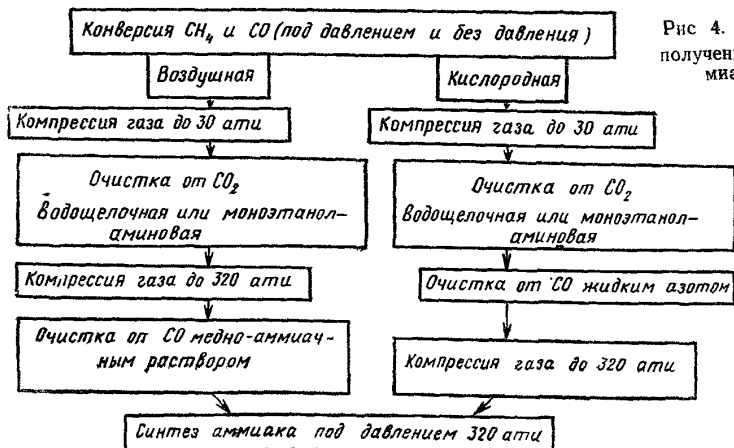 Конверсия CH4 и CO (под давлением и без давления)
Рис 4.
получени
миа
Воздушная
Кислородная
Компрессия газа до 30 ати
Компрессия газа до 30 ати
Очистка от CO2
Водощелочная или моноэтанол-
аминовая
Очистка от CO2
Водощелочная или моноэтанол-
аминовая
Компрессия газа до 320 ати
Очистка от CO жидким азотом
Очистка оп CO медно-аммиач-
ным раствором
Компрессия газа до 320 ати
Синтез аммиака под давлением 320 ати